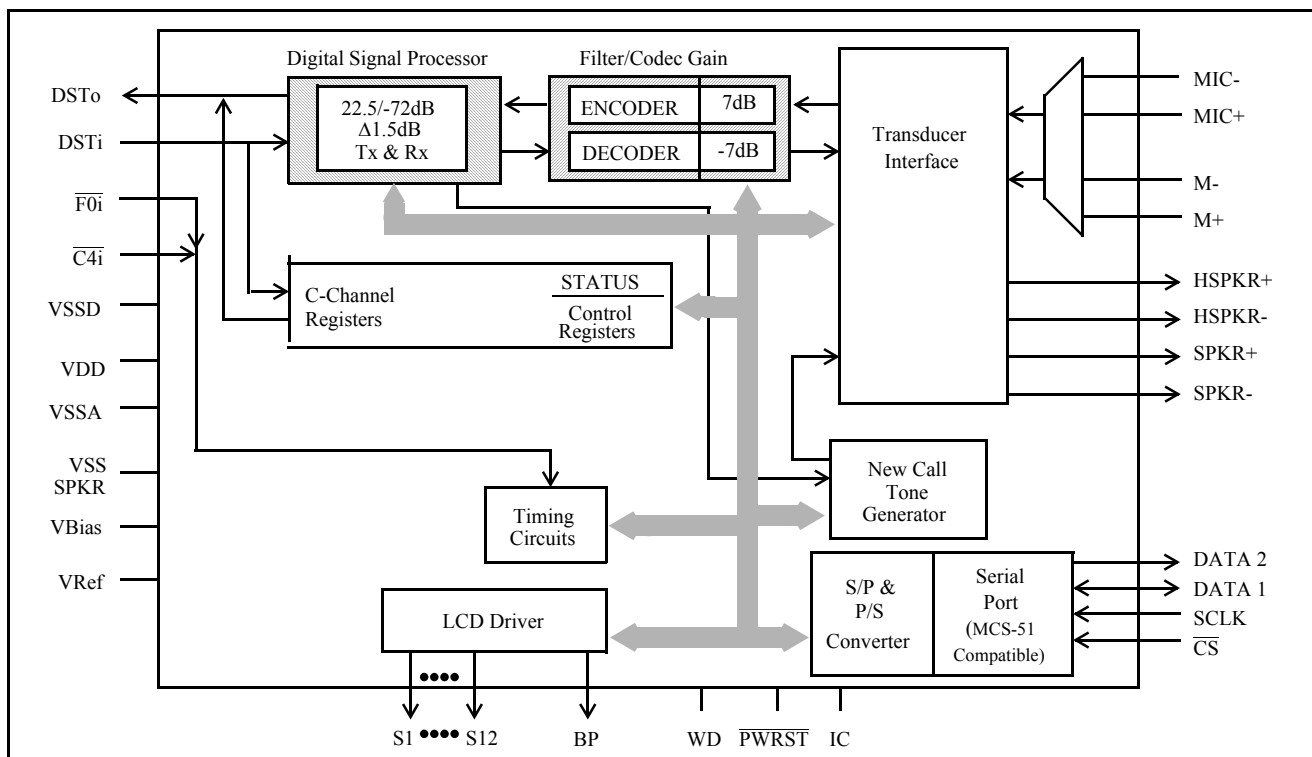 Digital Signal Processor
Filter/Codec Gain
DSTo
DSTi
F0i
C4i
VSSD
VDD
VSSA
VSS
SPKR
VBias
VRef
22.5/-72dB
Δ1.5dB
Tx & Rx
ENCODER 7dB
DECODER -7dB
Transducer
Interface
MIC-
MIC+
M-
M+
HSPKR+
HSPKR-
SPKR+
SPKR-
C-Channel
Registers
STATUS
Control
Registers
New Call
Tone
Generator
Timing
Circuits
LCD Driver
S/P &
P/S
Converter
Serial
Port
(MCS-51
Compatible)
DATA 2
DATA 1
SCLK
CS
S1 •••• S12 BP WD PWRST IC